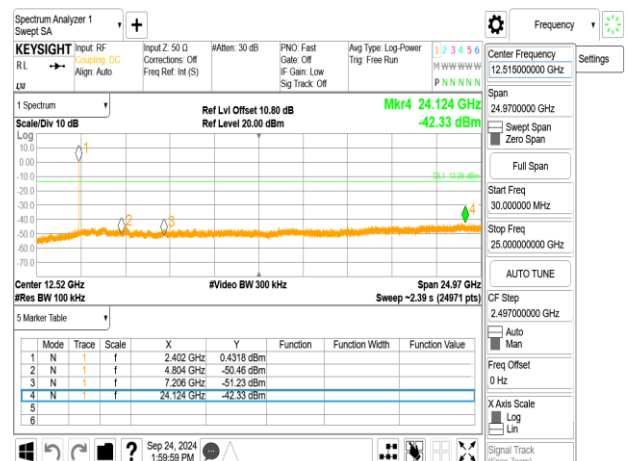 Spectrum Analyzer 1
Swept SA
Frequency
KEYSIGHT
RL
Input: RF
Coupling: DC
Align: Auto
Input Z: 50 Ω
Corrections: Off
Freq Ref: Int (S)
#Atten: 30 dB
PNO: Fast
Gate: Off
IF Gain: Low
Sig Track: Off
Avg Type: Log-Power
Trig: Free Run
1 2 3 4 5 6
M W W W W W
P N N N N N
LXI
1 Spectrum
Scale/Div 10 dB
Ref Lvl Offset 10.80 dB
Ref Level 20.00 dBm
Mkr4 24.124 GHz
-42.33 dBm
Log
10.0
0.00
-10.0
-20.0
-30.0
-40.0
-50.0
-60.0
-70.0
1
2
3
4
DL1 -13.28 dBm
Center 12.52 GHz
#Res BW 100 kHz
#Video BW 300 kHz
Span 24.97 GHz
Sweep ~2.39 s (24971 pts)
5 Marker Table
Mode Trace Scale X Y Function Function Width Function Value
1 N 1 f 2.402 GHz 0.4318 dBm
2 N 1 f 4.804 GHz -50.46 dBm
3 N 1 f 7.206 GHz -51.23 dBm
4 N 1 f 24.124 GHz -42.33 dBm
5
6
?
Sep 24, 2024
1:59:59 PM
Center Frequency
12.515000000 GHz
Settings
Span
24.9700000 GHz
Swept Span
Zero Span
Full Span
Start Freq
30.000000 MHz
Stop Freq
25.000000000 GHz
AUTO TUNE
CF Step
2.497000000 GHz
Auto
Man
Freq Offset
0 Hz
X Axis Scale
Log
Lin
Signal Track
(Span Zoom)